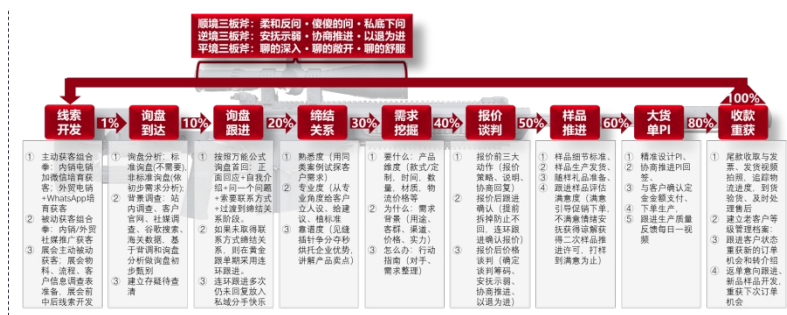 顺境三板斧：柔和反问·傻傻的问·私底下问
逆境三板斧：安抚示弱·协商推进·以退为进
平境三板斧：聊的深入·聊的敞开·聊的舒服
100%
线索
开发
1%
询盘
到达
10%
询盘
跟进
20%
缔结
关系
30%
需求
挖掘
40%
报价
谈判
50%
样品
推进
60%
大货
单PI
80%
收款
重获
① 主动获客组合
拳：内销电销
加微信培育获
客；外贸电销
+WhatsApp培
育获客
② 被动获客组合
拳：内销/外贸
社媒推广获客
③ 展会主动被动
获客；展会物
料、流程、客
户信息调查表
准备，展会前
中后线索开发
① 询盘分析：标
准询盘(不需要)、
非标准询盘(做
初步需求分析);
② 背景调查：站
内调查、客户
官网、社媒调
查、谷歌搜索、
海关数据，基
于背调和询盘
分析做询盘初
步甄别
③ 建立存疑待查
清
① 按照万能公式
询盘首回：正
面回应+自我介
绍+问一个问题
+索要联系方式
+过渡到缔结关
系阶段。
② 如果未取得联
系方式缔结关
系，则在黄金
跟单期采用连
环跟进。
③ 连环跟进多次
仍未回复放入
私域分手快乐
① 熟悉度（用同
类案例试探客
户需求）
② 专业度（从专
业角度给客户
立人设、给建
议、植标准
③ 靠谱度（见缝
插针争分夺秒
烘托企业优势，
讲解产品卖点）
① 要什么：产品
维度（款式/定
制、时间、数
量、材质、物
流价格等
② 为什么：需求
背景（用途、
客群、渠道、
价格、实力）
③ 怎么办：行动
指南（对手、
需求整理）
① 报价前三大
动作（报价
策略、说明、
协商回复）
② 报价后跟进
确认（提前
拆掉防止不
回、连环跟
进确认报价）
③ 报价后价格
谈判（确定
谈判筹码、
安抚示弱、
协商推进、
以退为进）
① 样品细节标准、
② 样品生产发货、
③ 随样礼品准备、
④ 跟进样品评估
满意度（满意
引导促销下单，
不满意情绪安
抚获得谅解获
得二次样品推
进许可，打样
到满意为止）
① 精准设计PI、
② 协商推进PI回
签、
③ 与客户确认定
金金额支付、
④ 下单生产，
⑤ 跟进生产质量
反馈每日一视
频
① 尾款收取与发
票、发货视频
拍照，追踪物
流进度，到货
验货、及时处
理售后
② 建立老客户等
级管理档案；
③ 跟进客户状态
重获新的订单
机会和转介绍
④ 返单意向跟进、
新品样品开发，
重获下次订单
机会